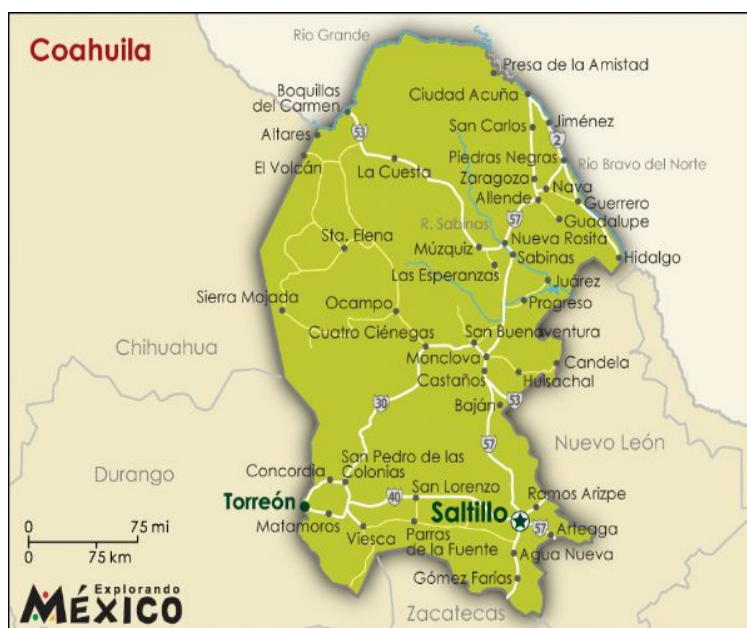 Coahuila
Río Grande
Presa de la Amistad
Boquillas
del Carmen
Ciudad Acuña
Altares
53
San Carlos
Jiménez
2
El Volcán
La Cuesta
Piedras Negras
Río Bravo del Norte
Zaragoza
Nava
Allende
Guerrero
57
Guadalupe
R. Sabinas
Sta. Elena
Múzquiz
Nueva Rosita
Sabinas
Hidalgo
Las Esperanzas
Juárez
Sierra Mojada
Ocampo
Progreso
Cuatro Ciénegas
San Buenaventura
Chihuahua
Monclova
Candela
Castaños
Huisachal
30
53
Baján
57
Nuevo León
Durango
Concordia
San Pedro de las
Colonias
San Lorenzo
Ramos Arizpe
Torreón
40
Saltillo
57
Arteaga
Matamoros
Viesca
Parras
de la Fuente
Agua Nueva
Gómez Farías
Zacatecas
0 75 mi
0 75 km
Explorando
MÉXICO